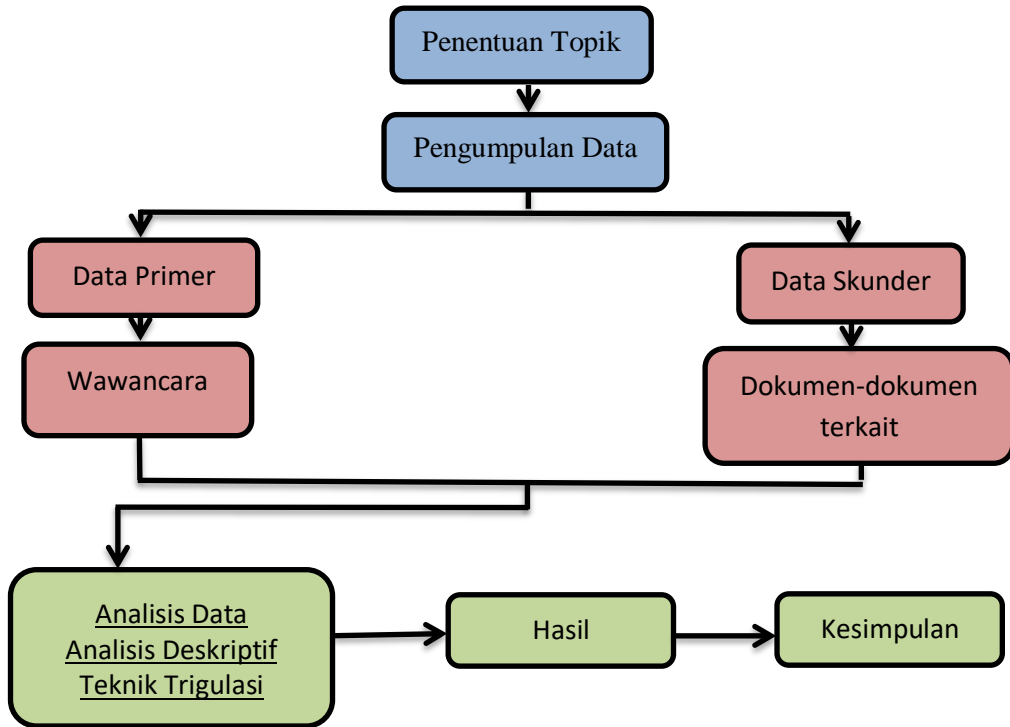 Penentuan Topik
Pengumpulan Data
Data Primer
Data Skunder
Wawancara
Dokumen-dokumen
terkait
Analisis Data
Analisis Deskriptif
Teknik Trigulasi
Hasil
Kesimpulan